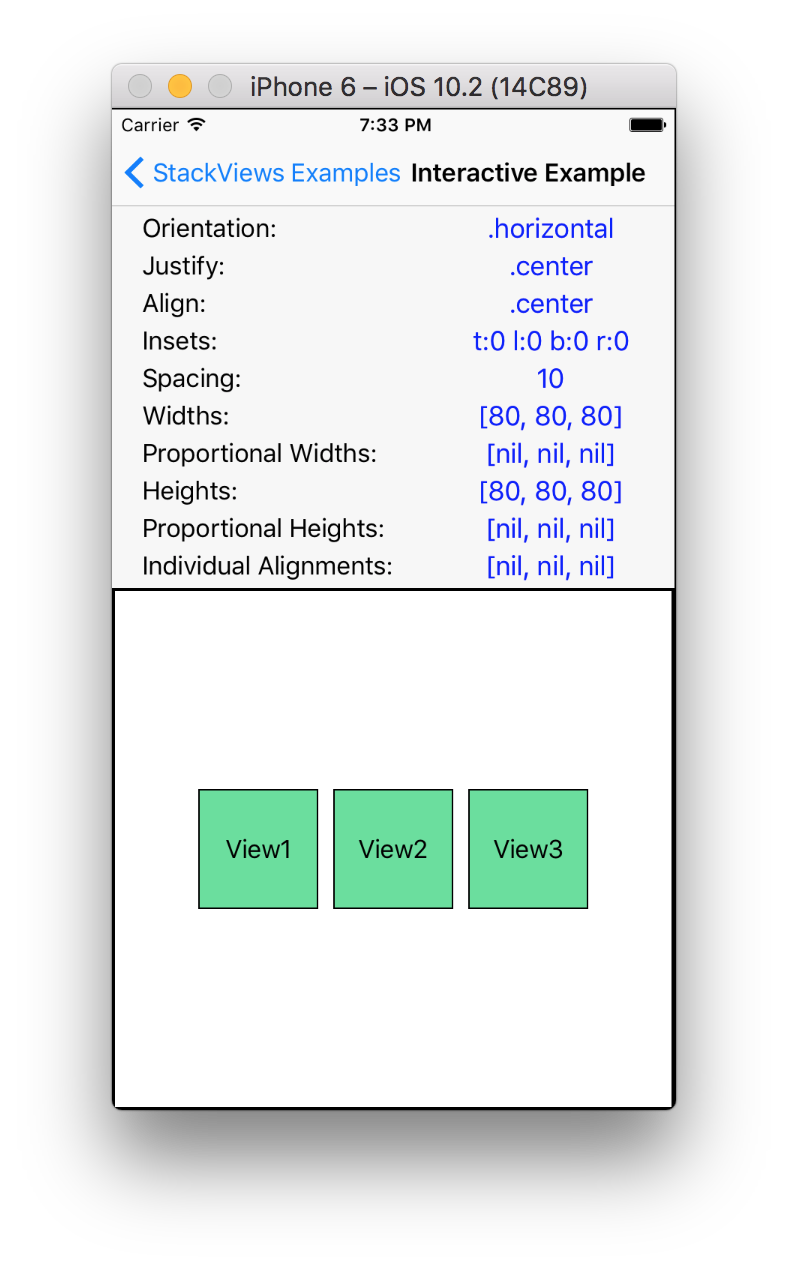 iPhone 6 – iOS 10.2 (14C89)
Carrier 7:33 PM
StackViews Examples Interactive Example
Orientation: .horizontal
Justify: .center
Align: .center
Insets: t:0 l:0 b:0 r:0
Spacing: 10
Widths: [80, 80, 80]
Proportional Widths: [nil, nil, nil]
Heights: [80, 80, 80]
Proportional Heights: [nil, nil, nil]
Individual Alignments: [nil, nil, nil]
View1 View2 View3